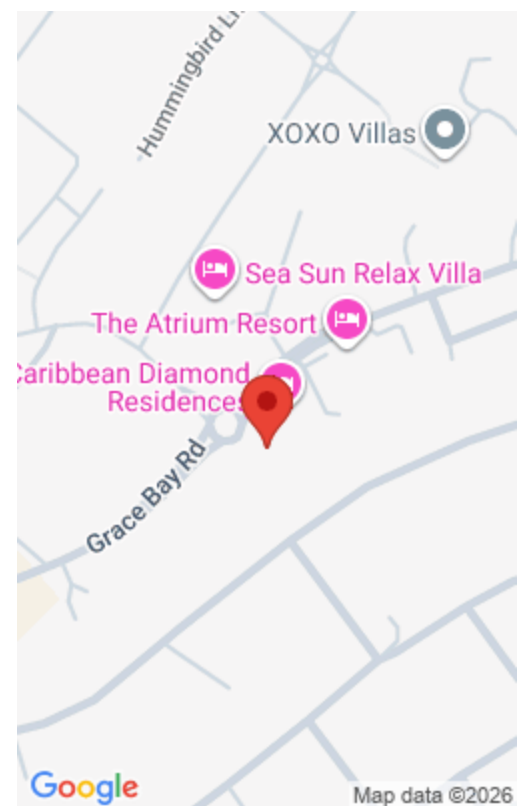 Hummingbird Ln
XOXO Villas
Sea Sun Relax Villa
The Atrium Resort
Caribbean Diamond
Residences
Grace Bay Rd
Google
Map data ©2026